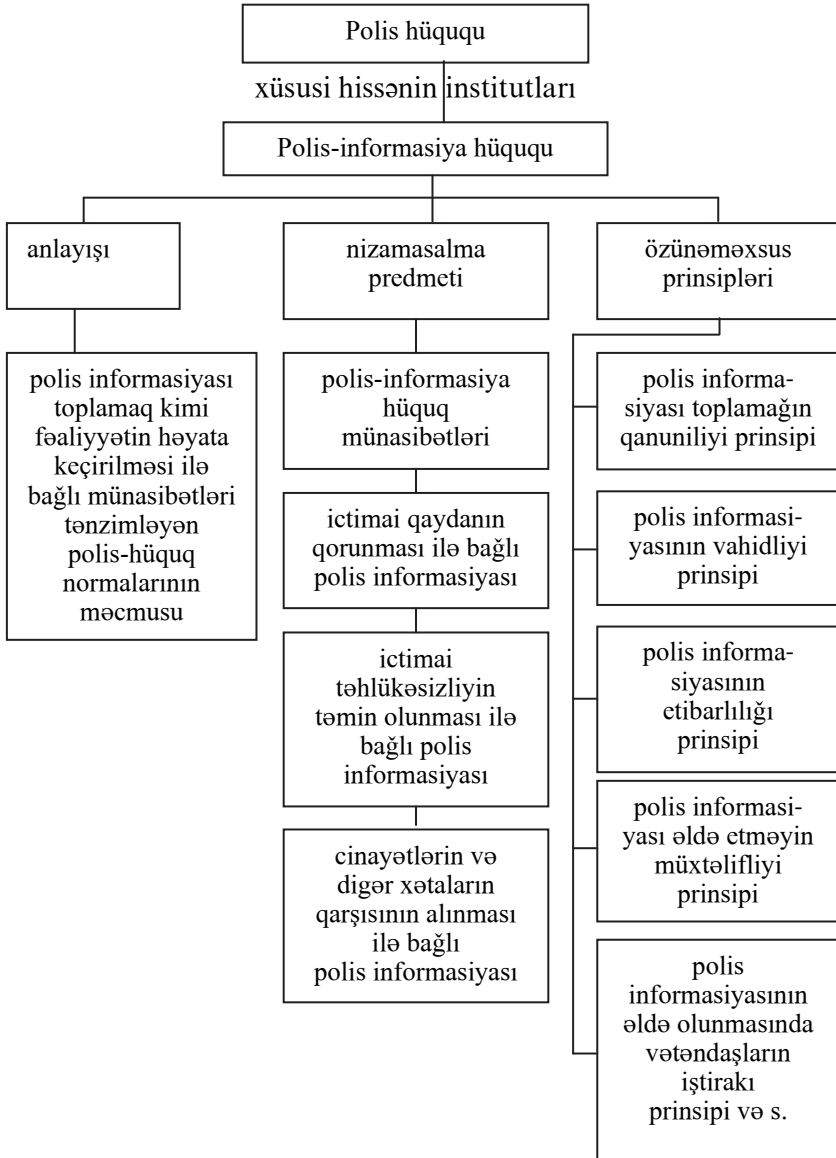 Polis hüququ
xüsusi hissənin institutları
Polis-informasiya hüququ
anlayışı
polis informasiyası
toplamaq kimi
fəaliyyətin həyata
keçirilməsi ilə
bağlı münasibətləri
tənzimləyən
polis-hüquq
normalarının
məcmusu
nizamasalma
predmeti
polis-informasiya
hüquq
münasibətləri
ictimai qaydanın
qorunması ilə bağlı
polis informasiyası
ictimai
təhlükəsizliyin
təmin olunması ilə
bağlı polis
informasiyası
cinayətlərin və
digər xətaların
qarşısının alınması
ilə bağlı
polis informasiyası
özünəməxsus
prinsipləri
polis informa-
siyası toplamağın
qanuniliyi prinsipi
polis informasi-
yasının vahidliyi
prinsipi
polis informa-
siyasının
etibarlılığı
prinsipi
polis informasi-
yası əldə etməyin
müxtəlifliyi
prinsipi
polis
informasiyasının
əldə olunmasında
vətəndaşların
iştirakı
prinsipi və s.